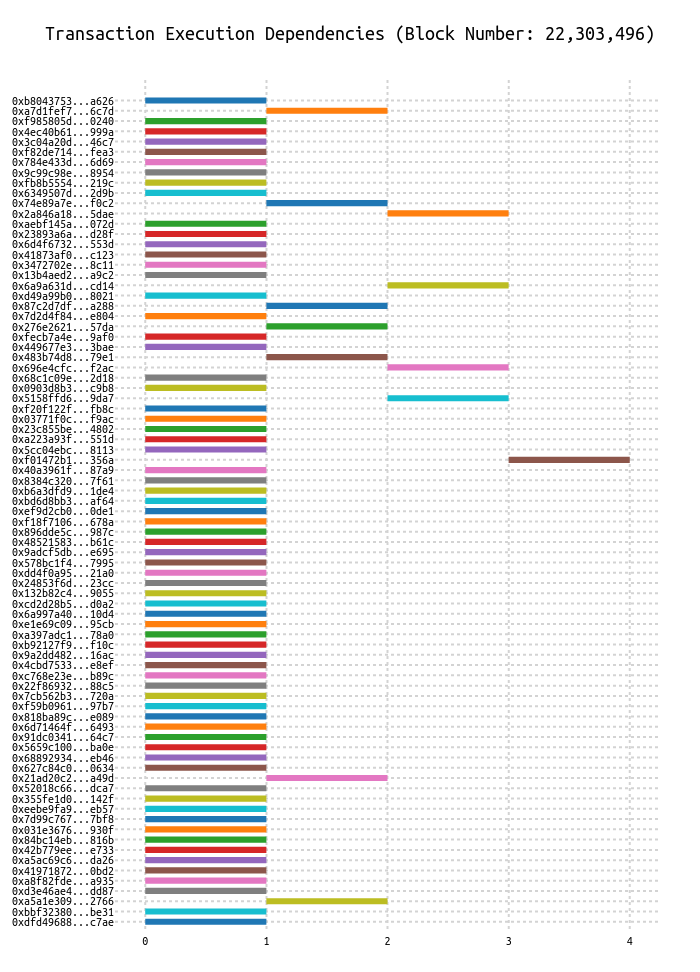 Transaction Execution Dependencies (Block Number: 22,303,496)
0xb8043753...a626
0xa7d1fef7...6c7d
0xf985805d...0240
0x4ec40b61...999a
0x3c04a20d...46c7
0xf82de714...fea3
0x784e433d...6d69
0x9c99c98e...8954
0xfb8b5554...219c
0x6349507d...2d9b
0x74e89a7e...f0c2
0x2a846a18...5dae
0xaebf145a...072d
0x23893a6a...d28f
0x6d4f6732...553d
0x41873af0...c123
0x3472702e...8c11
0x13b4aed2...a9c2
0x6a9a631d...cd14
0xd49a99b0...8021
0x87c2d7df...a288
0x7d2d4f84...e804
0x276e2621...57da
0xfecb7a4e...9af0
0x449677e3...3bae
0x483b74d8...79e1
0x696e4cfc...f2ac
0x68c1c09e...2d18
0x0903d8b3...c9b8
0x5158ffd6...9da7
0xf20f122f...fb8c
0x03771f0c...f9ac
0x23c855be...4802
0xa223a93f...551d
0x5cc04ebc...8113
0xf01472b1...356a
0x40a3961f...87a9
0x8384c320...7f61
0xb6a3dfd9...1de4
0xbd6d8bb3...af64
0xef9d2cb0...0de1
0xf18f7106...678a
0x896dde5c...987c
0x48521583...b61c
0x9adcf5db...e695
0x578bc1f4...7995
0xdd4f0a95...21a0
0x24853f6d...23cc
0x132b82c4...9055
0xcd2d28b5...d0a2
0x6a997a40...10d4
0xe1e69c09...95cb
0xa397adc1...78a0
0xb92127f9...f10c
0x9a2dd482...16ac
0x4cbd7533...e8ef
0xc768e23e...b89c
0x22f86932...88c5
0x7cb562b3...720a
0xf59b0961...97b7
0x818ba89c...e089
0x6d71464f...6493
0x91dc0341...64c7
0x5659c100...ba0e
0x68892934...eb46
0x627c84c0...0634
0x21ad20c2...a49d
0x52018c66...dca7
0x355fe1d0...142f
0xeebe9fa9...eb57
0x7d99c767...7bf8
0x031e3676...930f
0x84bc14eb...816b
0x42b779ee...e733
0xa5ac69c6...da26
0x41971872...0bd2
0xa8f82fde...a935
0xd3e46ae4...dd87
0xa5a1e309...2766
0xbbf32380...be31
0xdfd49688...c7ae
0 1 2 3 4